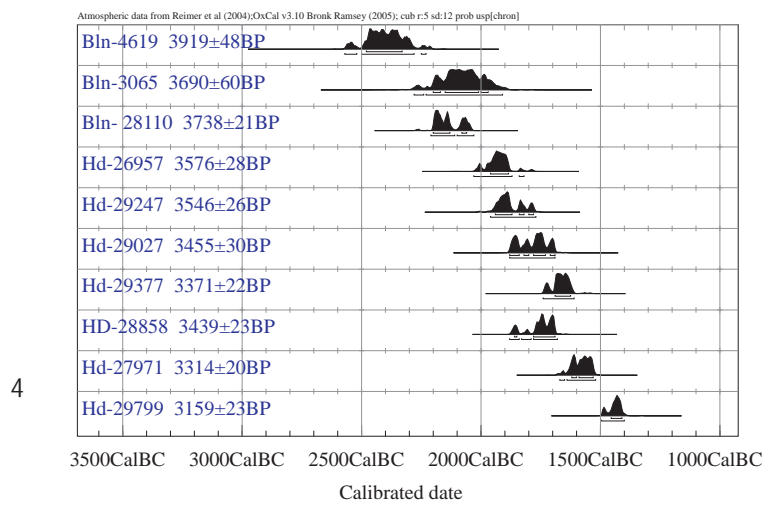 Atmospheric data from Reimer et al (2004);OxCal v3.10 Bronk Ramsey (2005); cub r:5 sd:12 prob usp[chron]
Bln-4619 3919±48BP
Bln-3065 3690±60BP
Bln- 28110 3738±21BP
Hd-26957 3576±28BP
Hd-29247 3546±26BP
Hd-29027 3455±30BP
Hd-29377 3371±22BP
HD-28858 3439±23BP
Hd-27971 3314±20BP
4
Hd-29799 3159±23BP
3500CalBC 3000CalBC 2500CalBC 2000CalBC 1500CalBC 1000CalBC
Calibrated date